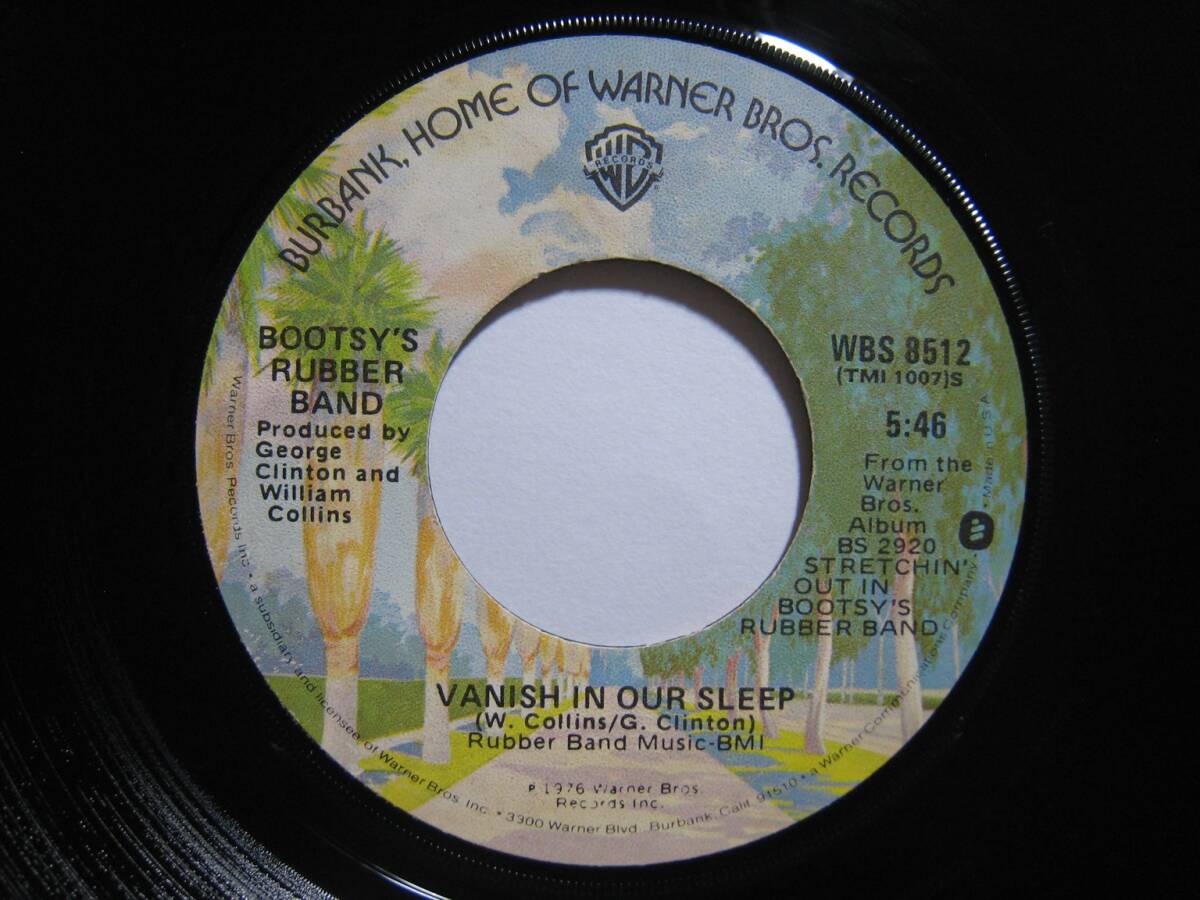 BURBANK, HOME OF WARNER BROS. RECORDS
WB
RECORDS
BOOTSY'S
RUBBER
BAND
Produced by
George
Clinton and
William
Collins
WBS 8512
(TMI 1007)S
5:46
From the
Warner
Bros.
Album
BS 2920
STRETCHIN'
OUT IN
BOOTSY'S
RUBBER BAND
VANISH IN OUR SLEEP
(W. Collins/G. Clinton)
Rubber Band Music-BMI
℗ 1976 Warner Bros.
Records Inc.
Warner Bros. Records Inc. • a subsidiary and licensee of Warner Bros. Inc. • 3300 Warner Blvd., Burbank, Calif. 91510 • a Warner Communications Company • Made in U.S.A.